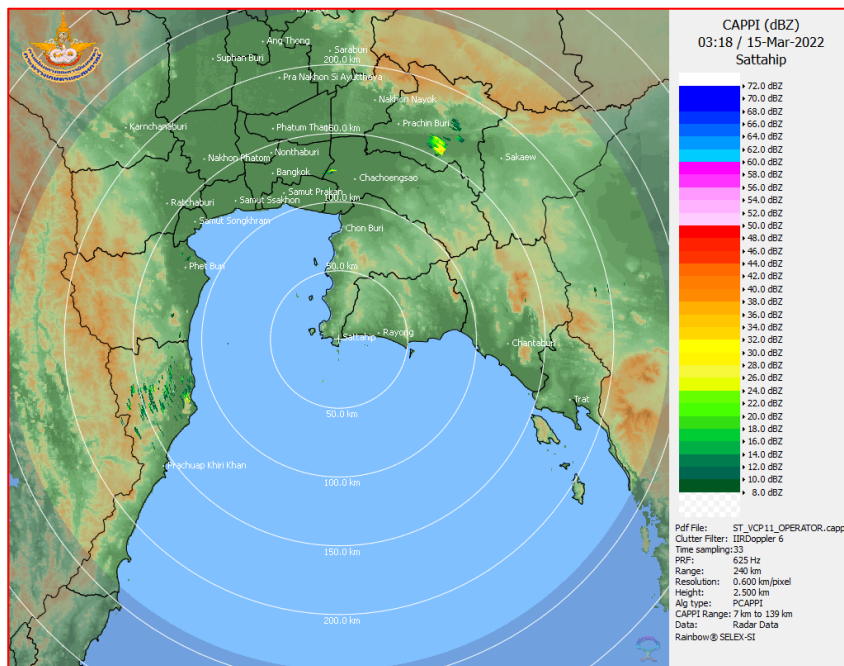 CAPPI (dBZ)
03:18 / 15-Mar-2022
Sattahip
72.0 dBZ
70.0 dBZ
68.0 dBZ
66.0 dBZ
64.0 dBZ
62.0 dBZ
60.0 dBZ
58.0 dBZ
56.0 dBZ
54.0 dBZ
52.0 dBZ
50.0 dBZ
48.0 dBZ
46.0 dBZ
44.0 dBZ
42.0 dBZ
40.0 dBZ
38.0 dBZ
36.0 dBZ
34.0 dBZ
32.0 dBZ
30.0 dBZ
28.0 dBZ
26.0 dBZ
24.0 dBZ
22.0 dBZ
20.0 dBZ
18.0 dBZ
16.0 dBZ
14.0 dBZ
12.0 dBZ
10.0 dBZ
8.0 dBZ
Pdf File: ST_VCP11_OPERATOR.capp
Clutter Filter: IIRDoppler 6
Time sampling:33
PRF: 625 Hz
Range: 240 km
Resolution: 0.600 km/pixel
Height: 2.500 km
Alg type: PCAPPI
CAPPI Range: 7 km to 139 km
Data: Radar Data
Rainbow® SELEX-SI
Ang Thong
Saraburi
Suphan Buri
200.0 km
Pra Nakhon Si Ayutthaya
Nakhon Nayok
Karnchanaburi
Phatum Thani
Prachin Buri
Nonthaburi
Nakhon Phatom
Sakaew
Bangkok
Chachoengsao
Samut Prakan
Ratchaburi
Samut Ssakhon
100.0 km
Samut Songkhram
Chon Buri
Phet Buri
50.0 km
Rayong
Sattahip
Chantaburi
Trat
50.0 km
Prachuap Khiri Khan
100.0 km
150.0 km
200.0 km